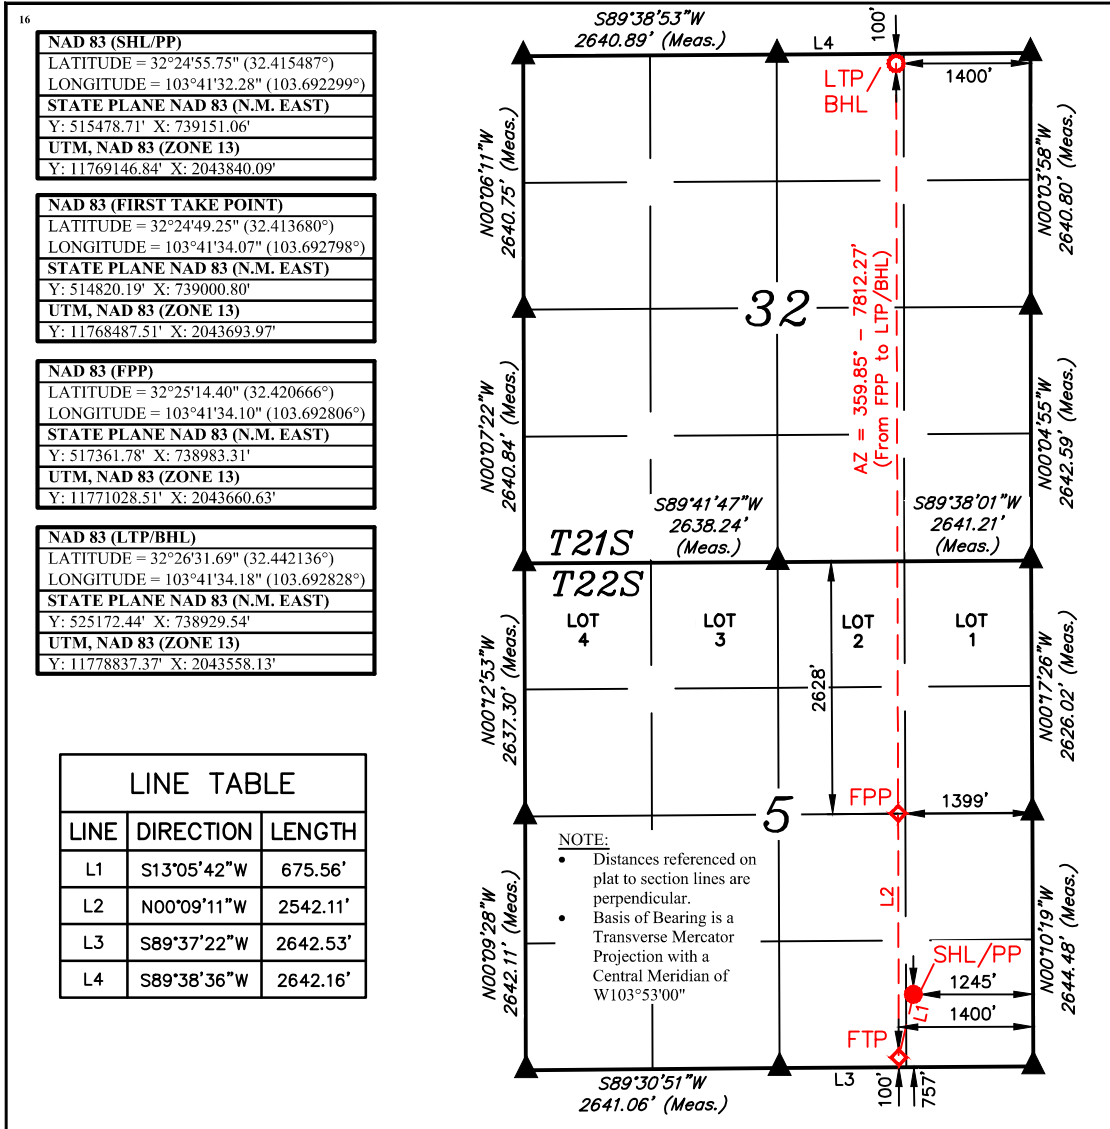 16
NAD 83 (SHL/PP)
LATITUDE = 32°24'55.75" (32.415487°)
LONGITUDE = 103°41'32.28" (103.692299°)
STATE PLANE NAD 83 (N.M. EAST)
Y: 515478.71' X: 739151.06'
UTM, NAD 83 (ZONE 13)
Y: 11769146.84' X: 2043840.09'
NAD 83 (FIRST TAKE POINT)
LATITUDE = 32°24'49.25" (32.413680°)
LONGITUDE = 103°41'34.07" (103.692798°)
STATE PLANE NAD 83 (N.M. EAST)
Y: 514820.19' X: 739000.80'
UTM, NAD 83 (ZONE 13)
Y: 11768487.51' X: 2043693.97'
NAD 83 (FPP)
LATITUDE = 32°25'14.40" (32.420666°)
LONGITUDE = 103°41'34.10" (103.692806°)
STATE PLANE NAD 83 (N.M. EAST)
Y: 517361.78' X: 738983.31'
UTM, NAD 83 (ZONE 13)
Y: 11771028.51' X: 2043660.63'
NAD 83 (LTP/BHL)
LATITUDE = 32°26'31.69" (32.442136°)
LONGITUDE = 103°41'34.18" (103.692828°)
STATE PLANE NAD 83 (N.M. EAST)
Y: 525172.44' X: 738929.54'
UTM, NAD 83 (ZONE 13)
Y: 11778837.37' X: 2043558.13'
LINE TABLE
LINE DIRECTION LENGTH
L1 S13°05'42"W 675.56'
L2 N00°09'11"W 2542.11'
L3 S89°37'22"W 2642.53'
L4 S89°38'36"W 2642.16'
S89°38'53"W
2640.89' (Meas.)
L4
100'
LTP/
BHL
1400'
N00°06'11"W
2640.75' (Meas.)
N00°03'58"W
2640.80' (Meas.)
32
AZ = 359.85° - 7812.27'
(From FPP to LTP/BHL)
N00°07'22"W
2640.84' (Meas.)
N00°04'55"W
2642.59' (Meas.)
S89°41'47"W
2638.24'
(Meas.)
S89°38'01"W
2641.21'
(Meas.)
T21S
T22S
LOT
4
LOT
3
LOT
2
LOT
1
N00°12'53"W
2637.30' (Meas.)
2628'
N00°17'26"W
2626.02' (Meas.)
FPP
1399'
5
NOTE:
• Distances referenced on
plat to section lines are
perpendicular.
• Basis of Bearing is a
Transverse Mercator
Projection with a
Central Meridian of
W103°53'00"
L2
N00°09'28"W
2642.11' (Meas.)
N00°10'19"W
2644.48' (Meas.)
SHL/PP
1245'
L1
1400'
FTP
L3
100'
757'
S89°30'51"W
2641.06' (Meas.)